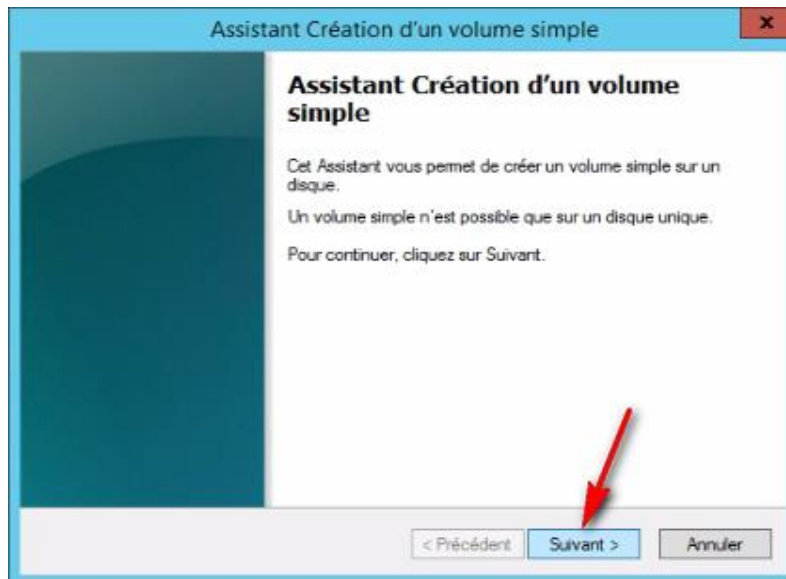 Assistant Création d'un volume simple
x
Assistant Création d'un volume
simple
Cet Assistant vous permet de créer un volume simple sur un
disque.
Un volume simple n'est possible que sur un disque unique.
Pour continuer, cliquez sur Suivant.
< Précédent Suivant > Annuler